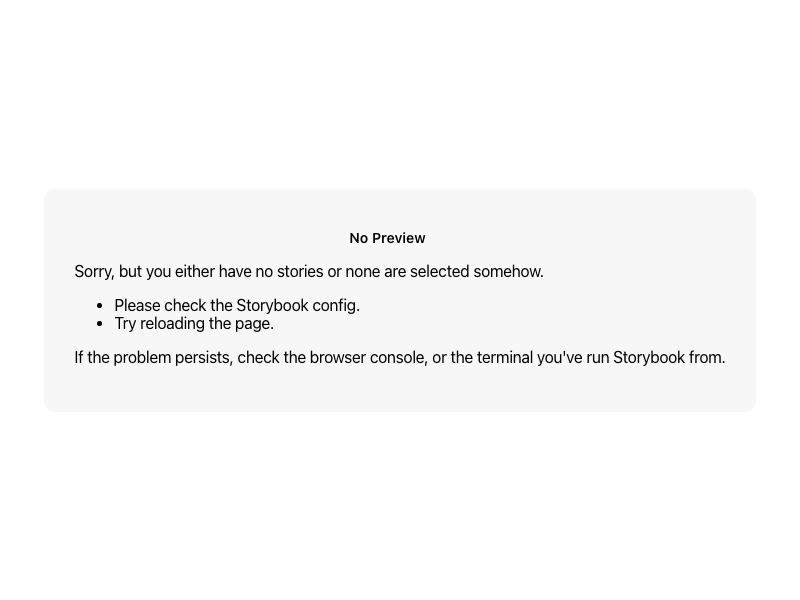 No Preview
Sorry, but you either have no stories or none are selected somehow.
Please check the Storybook config.
Try reloading the page.
If the problem persists, check the browser console, or the terminal you've run Storybook from.